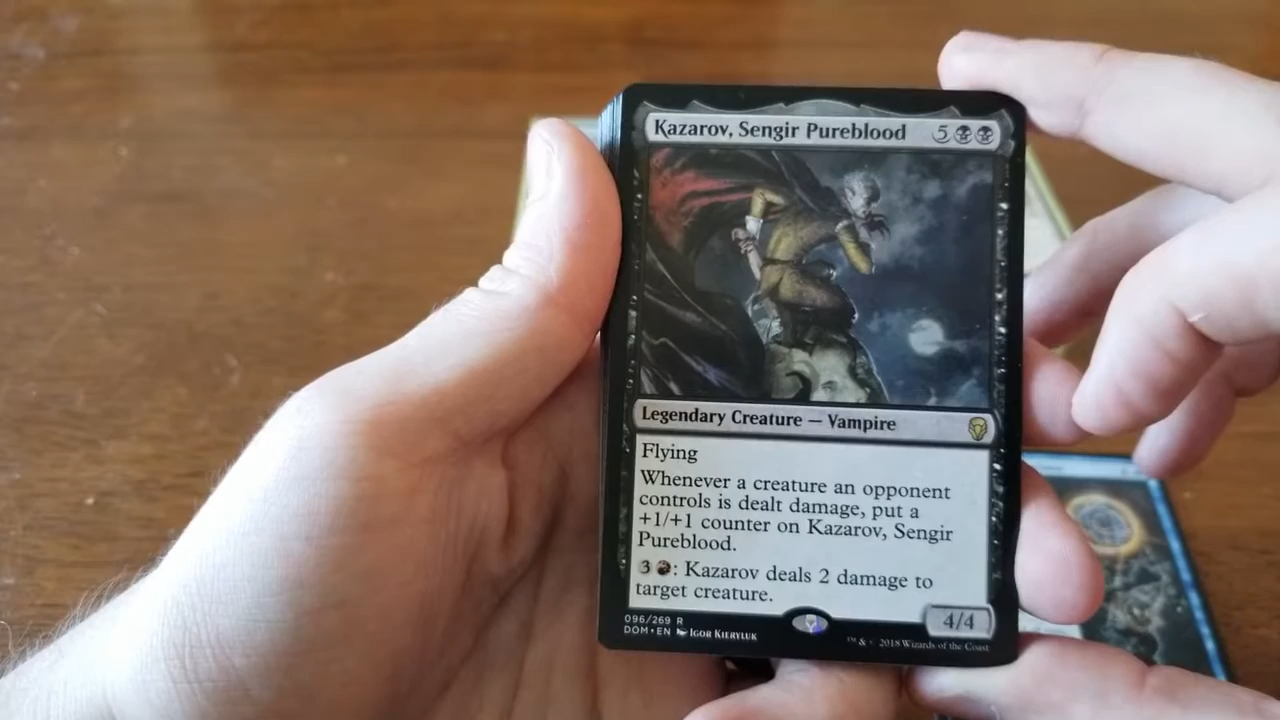 Kazarov, Sengir Pureblood 5
Legendary Creature — Vampire
Flying
Whenever a creature an opponent
controls is dealt damage, put a
+1/+1 counter on Kazarov, Sengir
Pureblood.
3 : Kazarov deals 2 damage to
target creature.
4/4
096/269 R
DOM • EN Igor Kieryluk
™ & © 2018 Wizards of the Coast